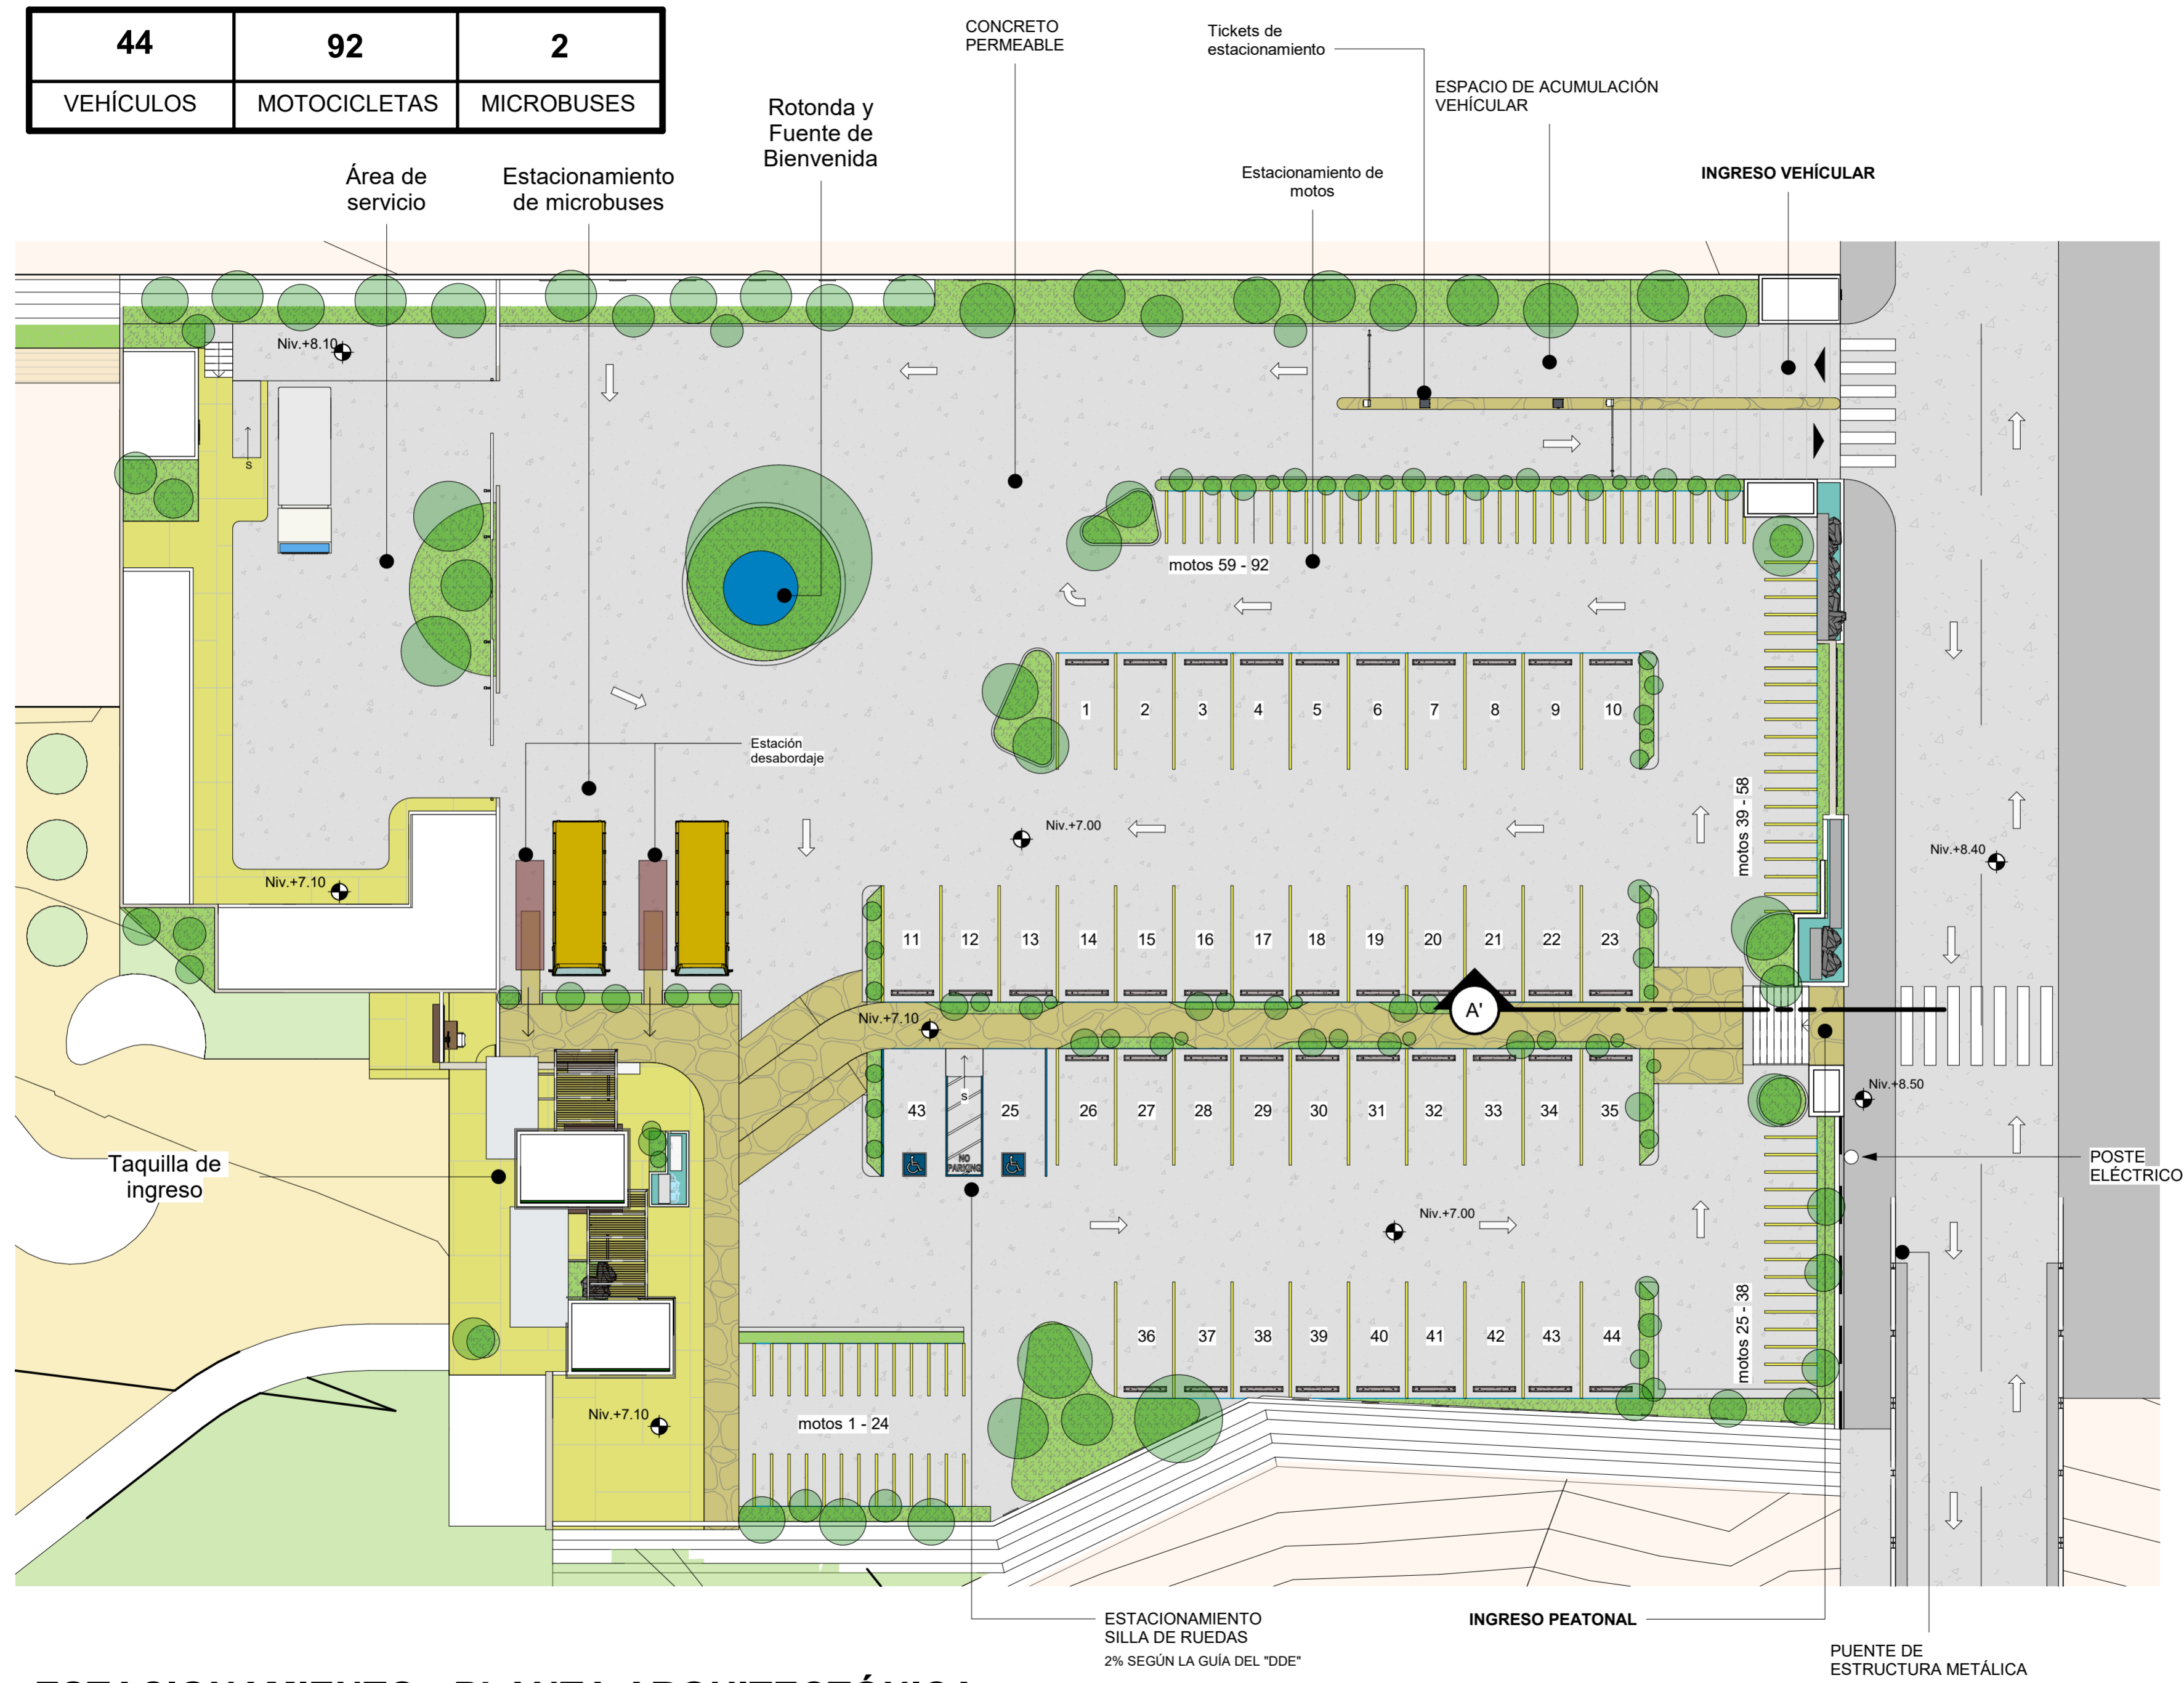 44 92 2
VEHÍCULOS MOTOCICLETAS MICROBUSES
CONCRETO
PERMEABLE
Tickets de
estacionamiento
ESPACIO DE ACUMULACIÓN
VEHÍCULAR
Rotonda y
Fuente de
Bienvenida
Área de
servicio
Estacionamiento
de microbuses
Estacionamiento de
motos
INGRESO VEHÍCULAR
Niv.+8.10
S
motos 59 - 92
1 2 3 4 5 6 7 8 9 10
Estación
desabordaje
motos 39 - 58
Niv.+7.00
Niv.+8.40
Niv.+7.10
11 12 13 14 15 16 17 18 19 20 21 22 23
Niv.+7.10
A'
Niv.+8.50
S
43 25 26 27 28 29 30 31 32 33 34 35
NO
PARKING
Taquilla de
ingreso
POSTE
ELÉCTRICO
Niv.+7.00
motos 25 - 38
36 37 38 39 40 41 42 43 44
Niv.+7.10
motos 1 - 24
ESTACIONAMIENTO
SILLA DE RUEDAS
2% SEGÚN LA GUÍA DEL "DDE"
INGRESO PEATONAL
PUENTE DE
ESTRUCTURA METÁLICA
ESTACIONAMIENTO - PLANTA ARQUITECTÓNICA